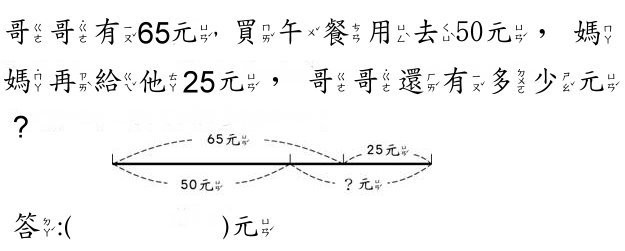 哥哥有65元，買午餐用去50元，媽
媽再給他25元，哥哥還有多少元
?
65元
25元
50元
?元
答:( )元